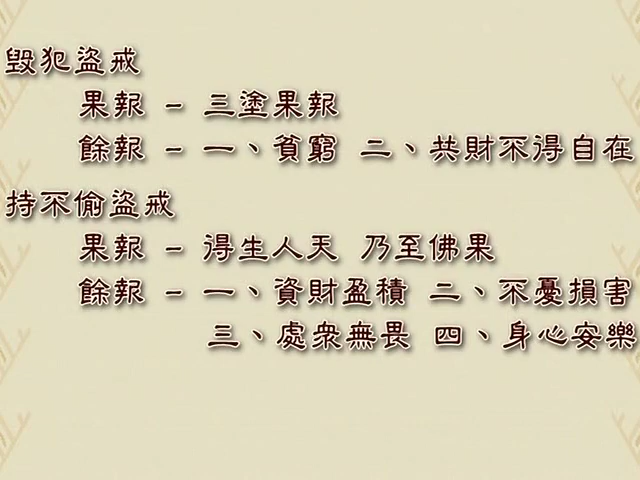 毀犯盜戒
果報 － 三塗果報
餘報 － 一、貧窮 二、共財不得自在
持不偷盜戒
果報 － 得生人天 乃至佛果
餘報 － 一、資財盈積 二、不憂損害
三、處眾無畏 四、身心安樂